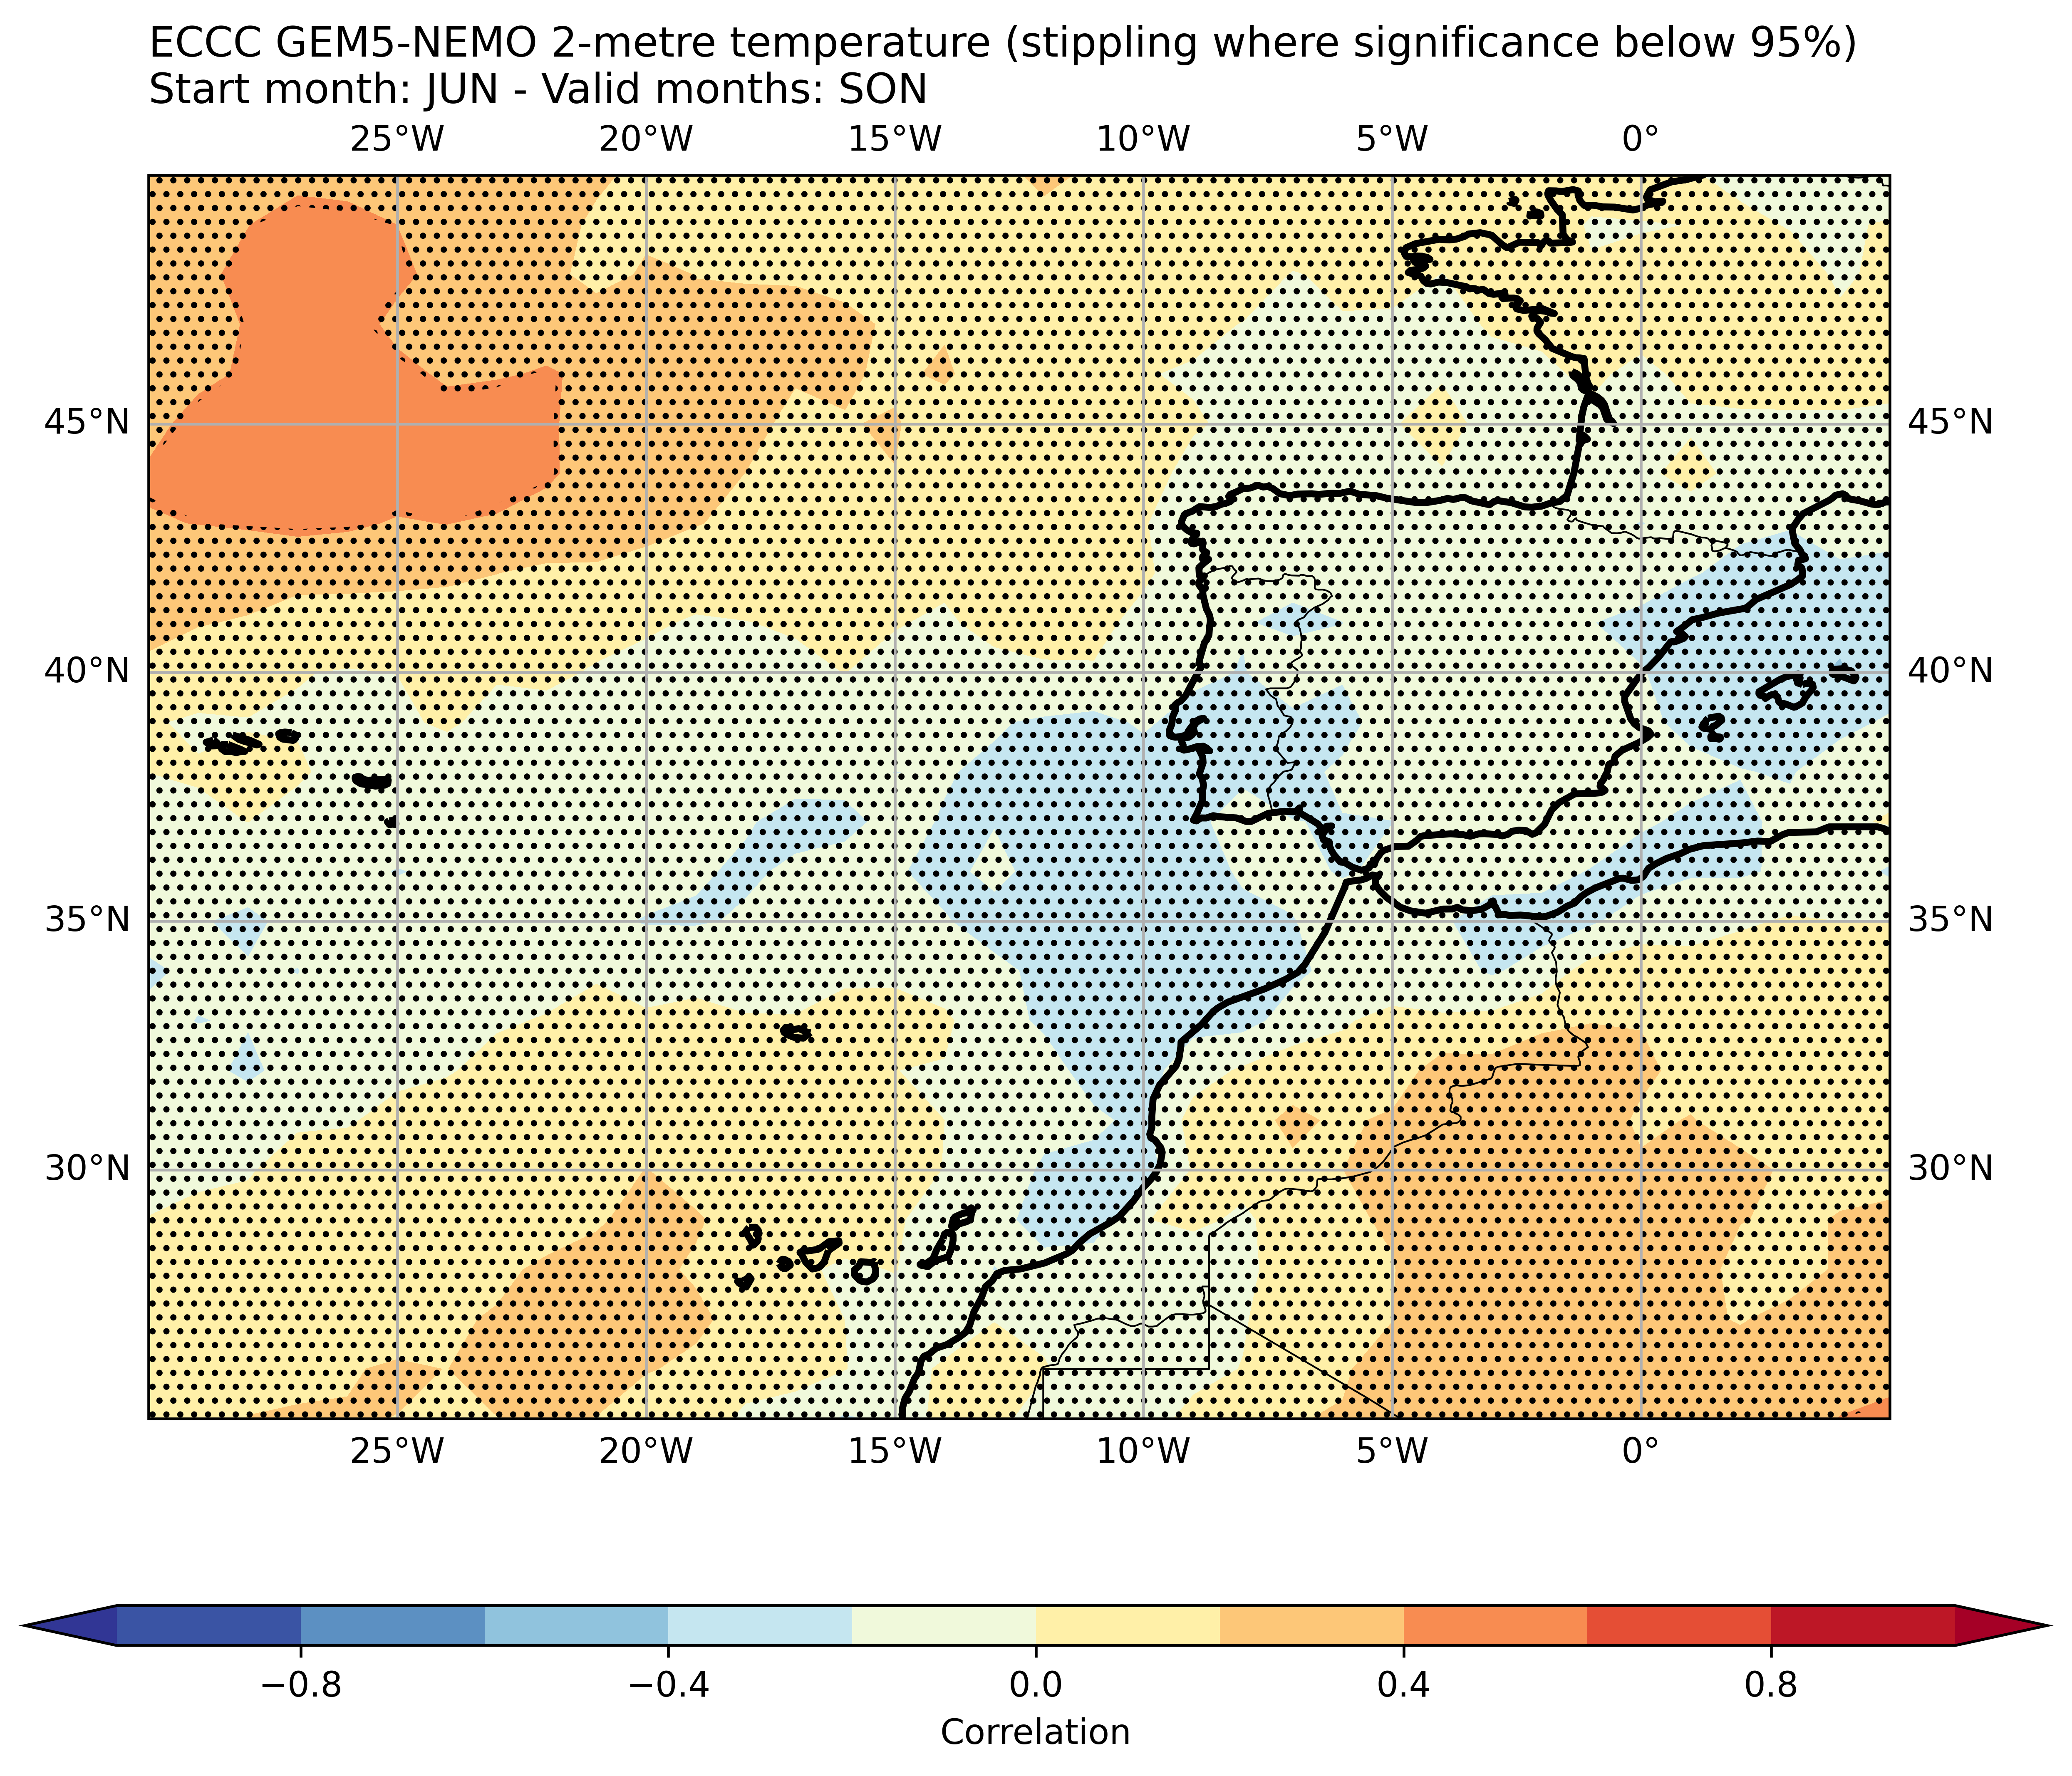 ECCC GEM5-NEMO 2-metre temperature (stippling where significance below 95%)
Start month: JUN - Valid months: SON
25°W 20°W 15°W 10°W 5°W 0°
45°N 45°N
40°N 40°N
35°N 35°N
30°N 30°N
25°W 20°W 15°W 10°W 5°W 0°
−0.8 −0.4 0.0 0.4 0.8
Correlation